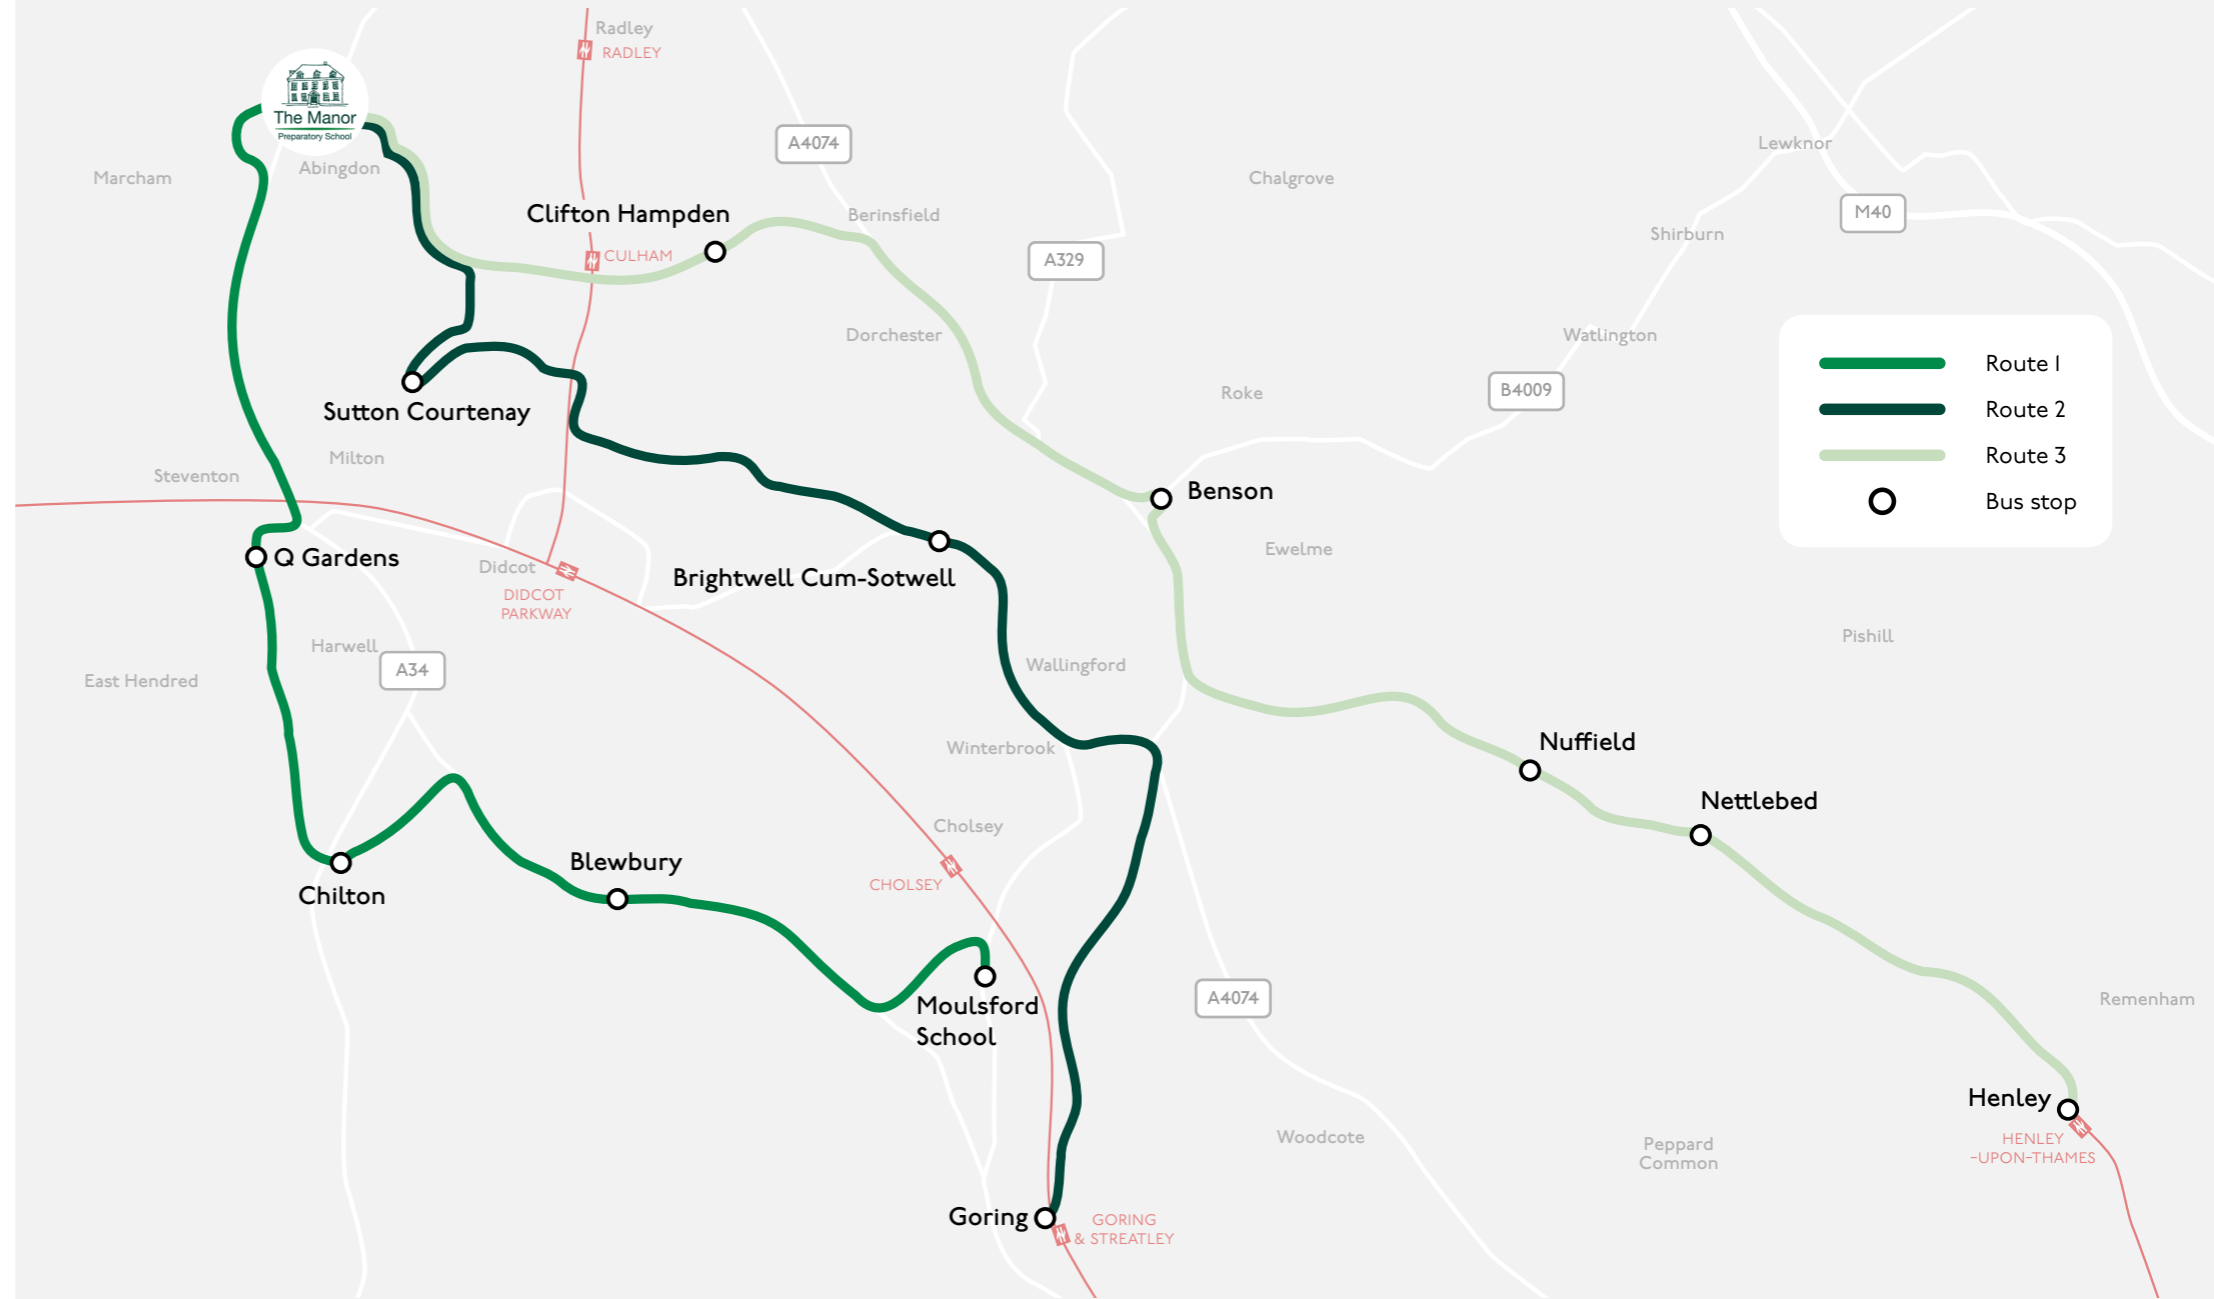 Radley
RADLEY
The Manor
Preparatory School
A4074
Lewknor
Abingdon
Marcham
Chalgrove
M40
Clifton Hampden
Berinsfield
Shirburn
CULHAM
A329
Dorchester
Watlington
Route 1
Roke
B4009
Route 2
Sutton Courtenay
Route 3
Milton
Steventon
Benson
Bus stop
Q Gardens
Ewelme
Didcot
Brightwell Cum-Sotwell
DIDCOT
PARKWAY
Harwell
Pishill
A34
Wallingford
East Hendred
Winterbrook
Nuffield
Nettlebed
Cholsey
Blewbury
CHOLSEY
Chilton
Moulsford
School
A4074
Remenham
Henley
Woodcote
HENLEY
-UPON-THAMES
Peppard
Common
Goring
GORING
& STREATLEY